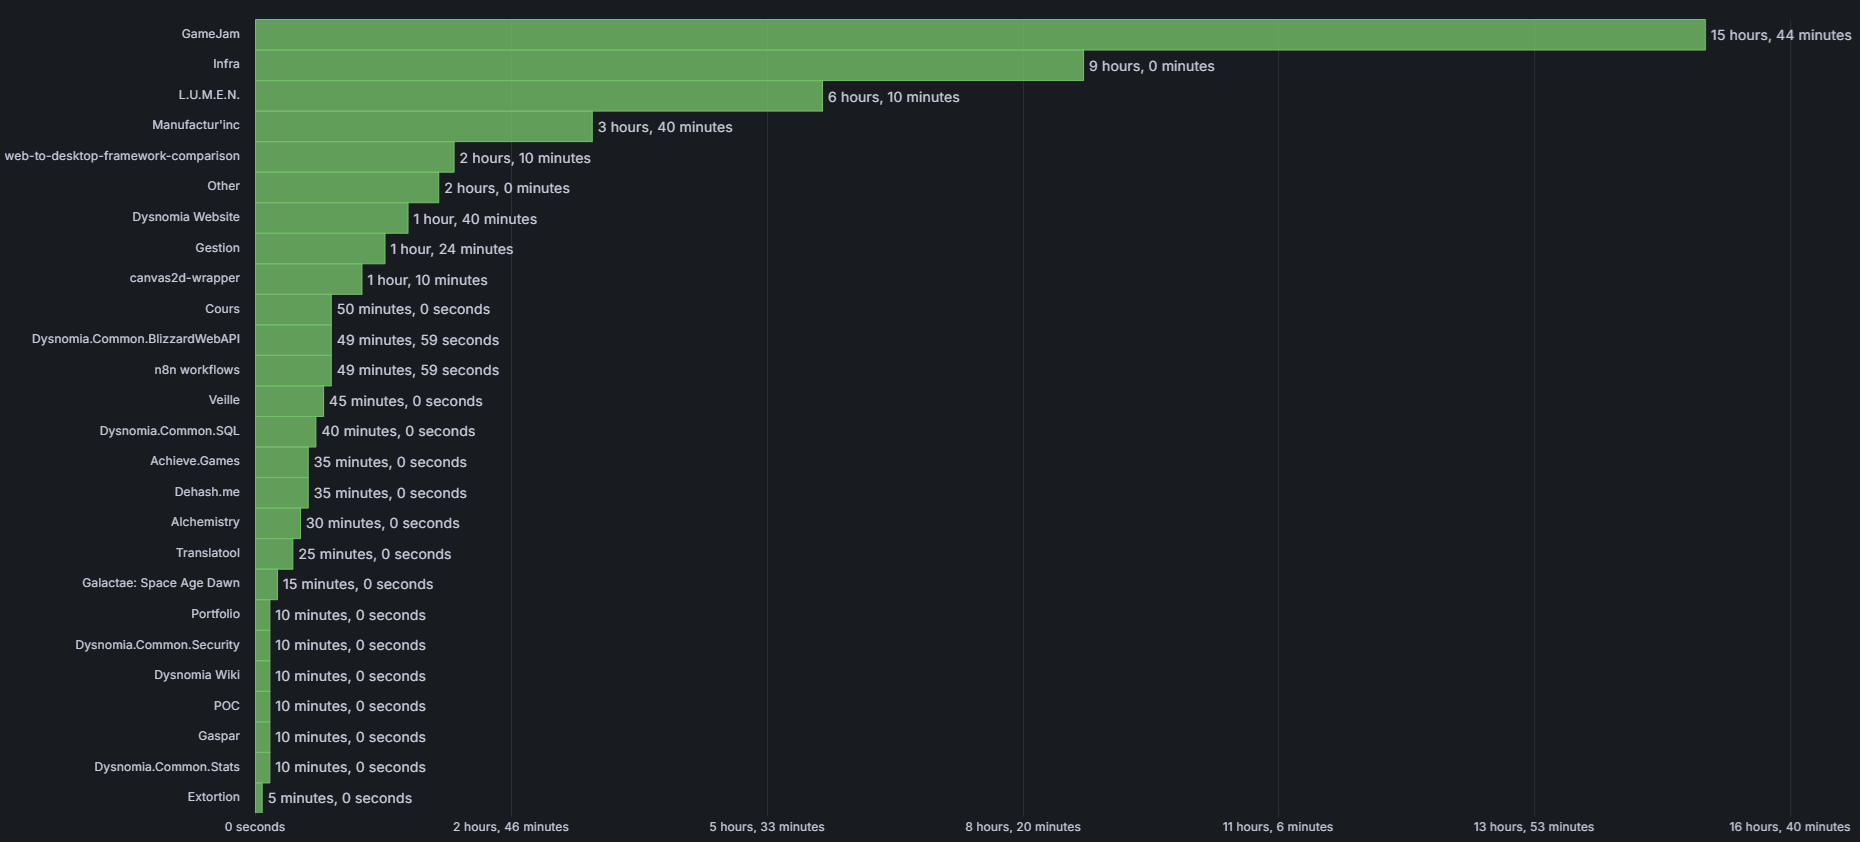 GameJam 15 hours, 44 minutes
Infra 9 hours, 0 minutes
L.U.M.E.N. 6 hours, 10 minutes
Manufactur'inc 3 hours, 40 minutes
web-to-desktop-framework-comparison 2 hours, 10 minutes
Other 2 hours, 0 minutes
Dysnomia Website 1 hour, 40 minutes
Gestion 1 hour, 24 minutes
canvas2d-wrapper 1 hour, 10 minutes
Cours 50 minutes, 0 seconds
Dysnomia.Common.BlizzardWebAPI 49 minutes, 59 seconds
n8n workflows 49 minutes, 59 seconds
Veille 45 minutes, 0 seconds
Dysnomia.Common.SQL 40 minutes, 0 seconds
Achieve.Games 35 minutes, 0 seconds
Dehash.me 35 minutes, 0 seconds
Alchemistry 30 minutes, 0 seconds
Translatool 25 minutes, 0 seconds
Galactae: Space Age Dawn 15 minutes, 0 seconds
Portfolio 10 minutes, 0 seconds
Dysnomia.Common.Security 10 minutes, 0 seconds
Dysnomia Wiki 10 minutes, 0 seconds
POC 10 minutes, 0 seconds
Gaspar 10 minutes, 0 seconds
Dysnomia.Common.Stats 10 minutes, 0 seconds
Extortion 5 minutes, 0 seconds
0 seconds 2 hours, 46 minutes 5 hours, 33 minutes 8 hours, 20 minutes 11 hours, 6 minutes 13 hours, 53 minutes 16 hours, 40 minutes